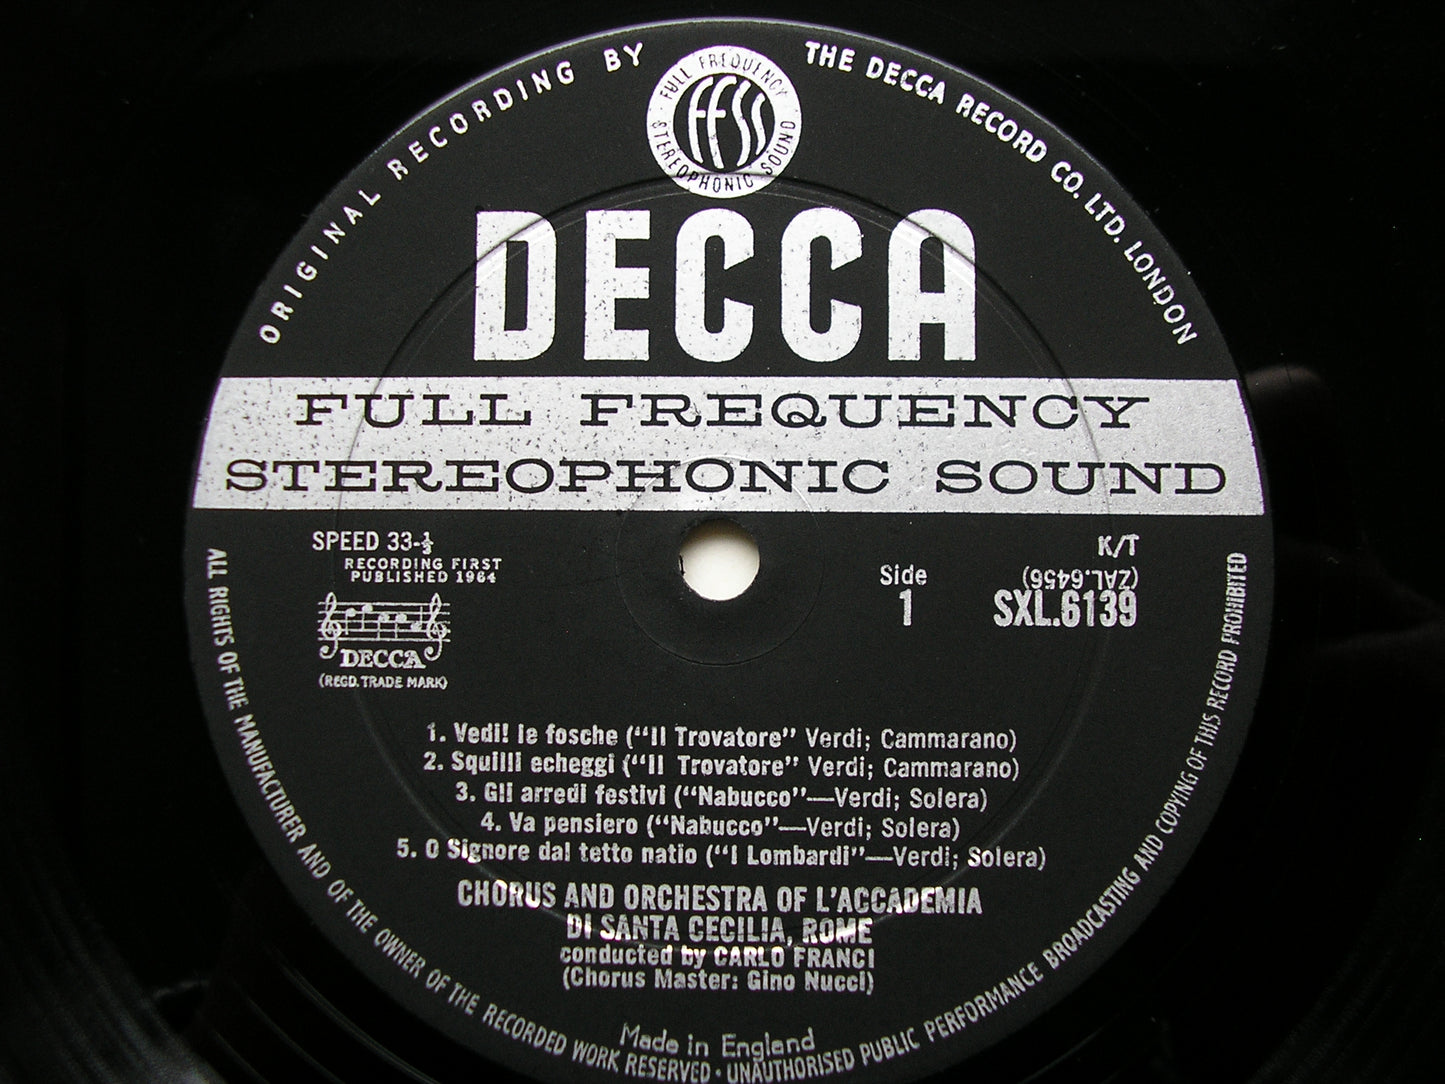 ORIGINAL RECORDING BY THE DECCA RECORD CO. LTD. LONDON
FULL FREQUENCY STEREOPHONIC SOUND
FFSS
DECCA
FULL FREQUENCY
STEREOPHONIC SOUND
SPEED 33-⅓
RECORDING FIRST
PUBLISHED 1964
DECCA
(REGD. TRADE MARK)
Side
1
K/T
(ZAL.6456)
SXL.6139
1. Vedi! le fosche ("Il Trovatore" Verdi; Cammarano)
2. Squilli echeggi ("Il Trovatore" Verdi; Cammarano)
3. Gli arredi festivi ("Nabucco"—Verdi; Solera)
4. Va pensiero ("Nabucco"—Verdi; Solera)
5. O Signore dal tetto natio ("I Lombardi"—Verdi; Solera)
CHORUS AND ORCHESTRA OF L'ACCADEMIA
DI SANTA CECILIA, ROME
conducted by CARLO FRANCI
(Chorus Master: Gino Nucci)
Made in England
ALL RIGHTS OF THE MANUFACTURER AND OF THE OWNER OF THE RECORDED WORK RESERVED · UNAUTHORISED PUBLIC PERFORMANCE BROADCASTING AND COPYING OF THIS RECORD PROHIBITED